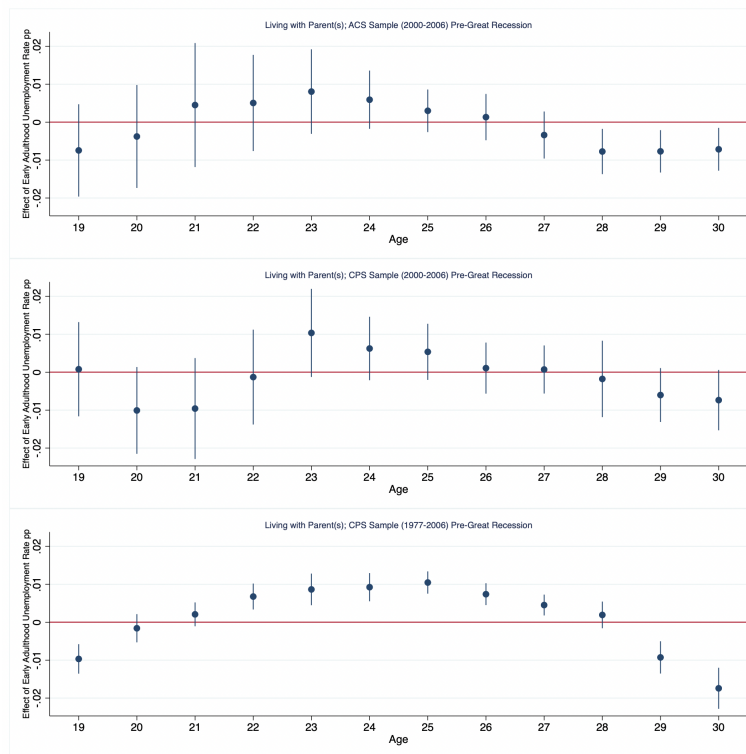 Living with Parent(s); ACS Sample (2000-2006) Pre-Great Recession
Effect of Early Adulthood Unemployment Rate pp
.02
.01
0
-.01
-.02
19 20 21 22 23 24 25 26 27 28 29 30
Age
Living with Parent(s); CPS Sample (2000-2006) Pre-Great Recession
Effect of Early Adulthood Unemployment Rate pp
.02
.01
0
-.01
-.02
19 20 21 22 23 24 25 26 27 28 29 30
Age
Living with Parent(s); CPS Sample (1977-2006) Pre-Great Recession
Effect of Early Adulthood Unemployment Rate pp
.02
.01
0
-.01
-.02
19 20 21 22 23 24 25 26 27 28 29 30
Age